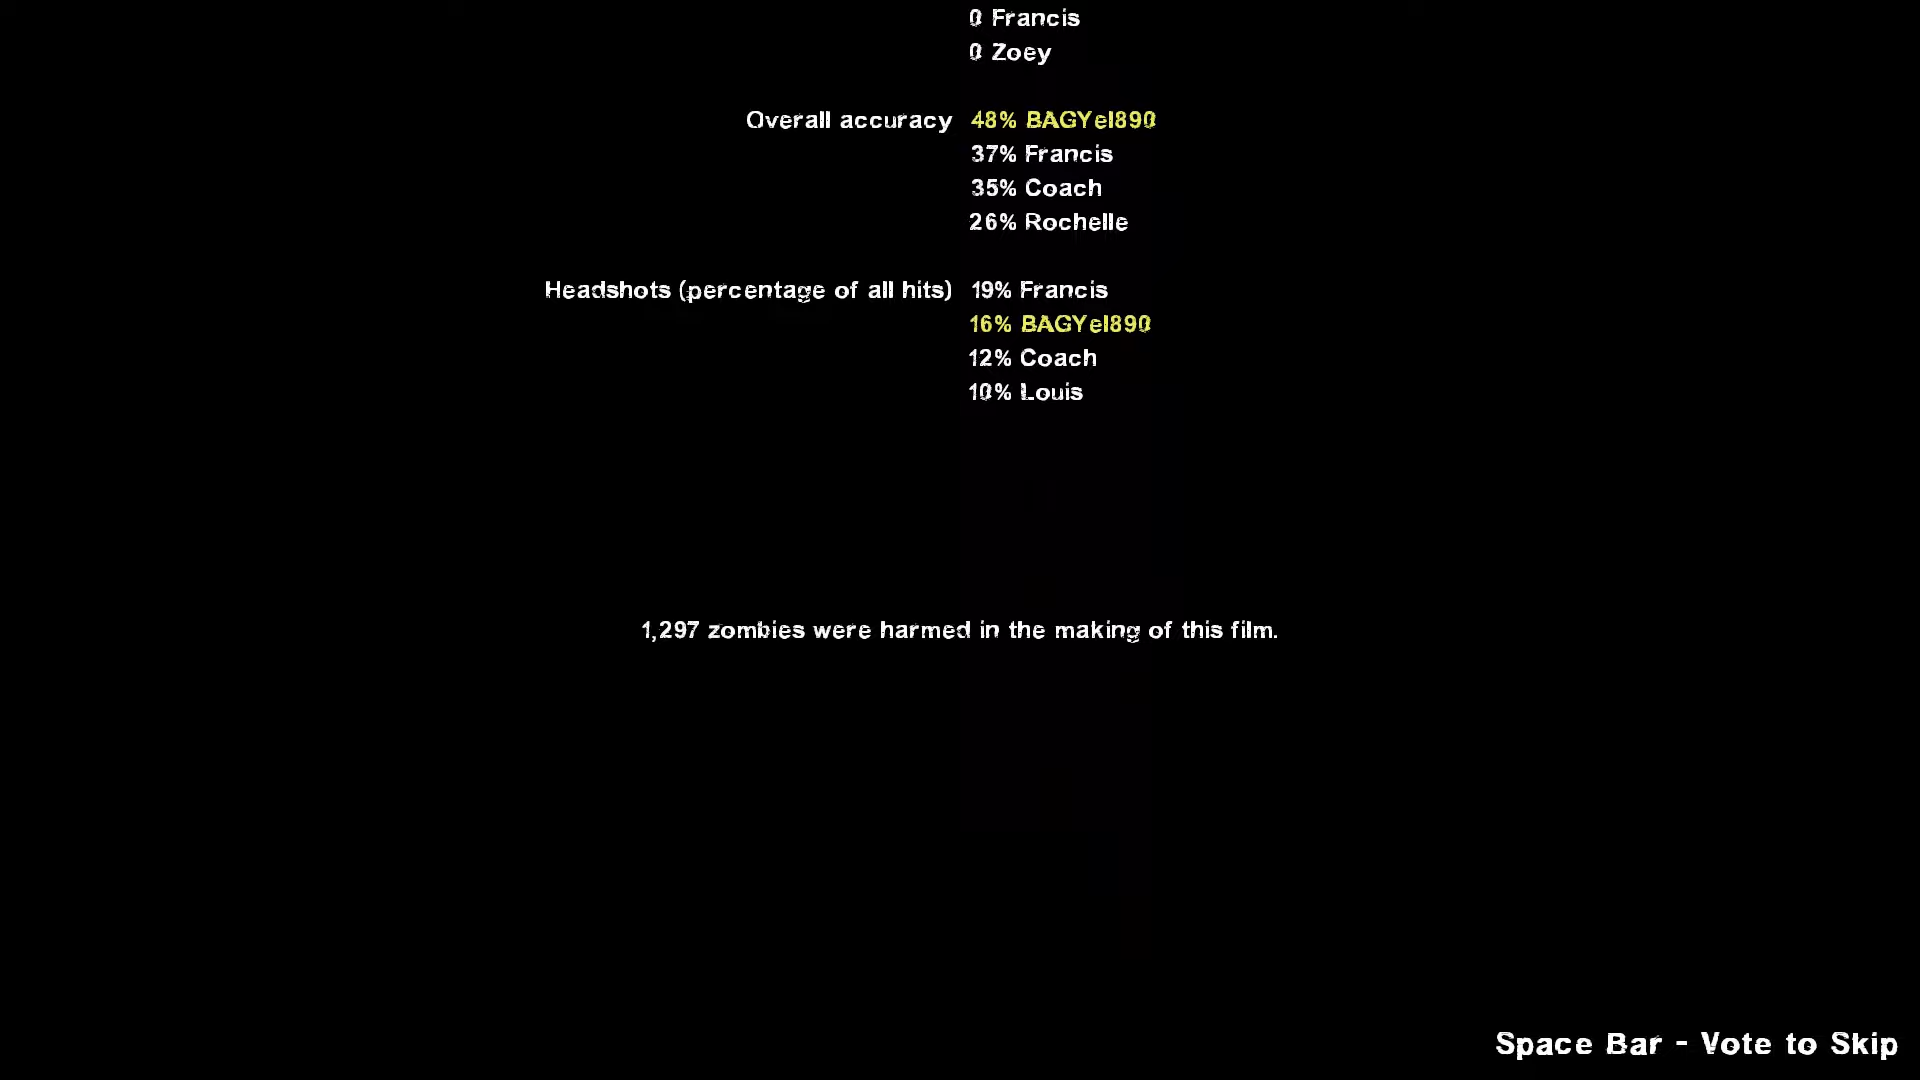 0 Francis
0 Zoey
Overall accuracy 48% BAGYel890
37% Francis
35% Coach
26% Rochelle
Headshots (percentage of all hits) 19% Francis
16% BAGYel890
12% Coach
10% Louis
1,297 zombies were harmed in the making of this film.
Space Bar - Vote to Skip